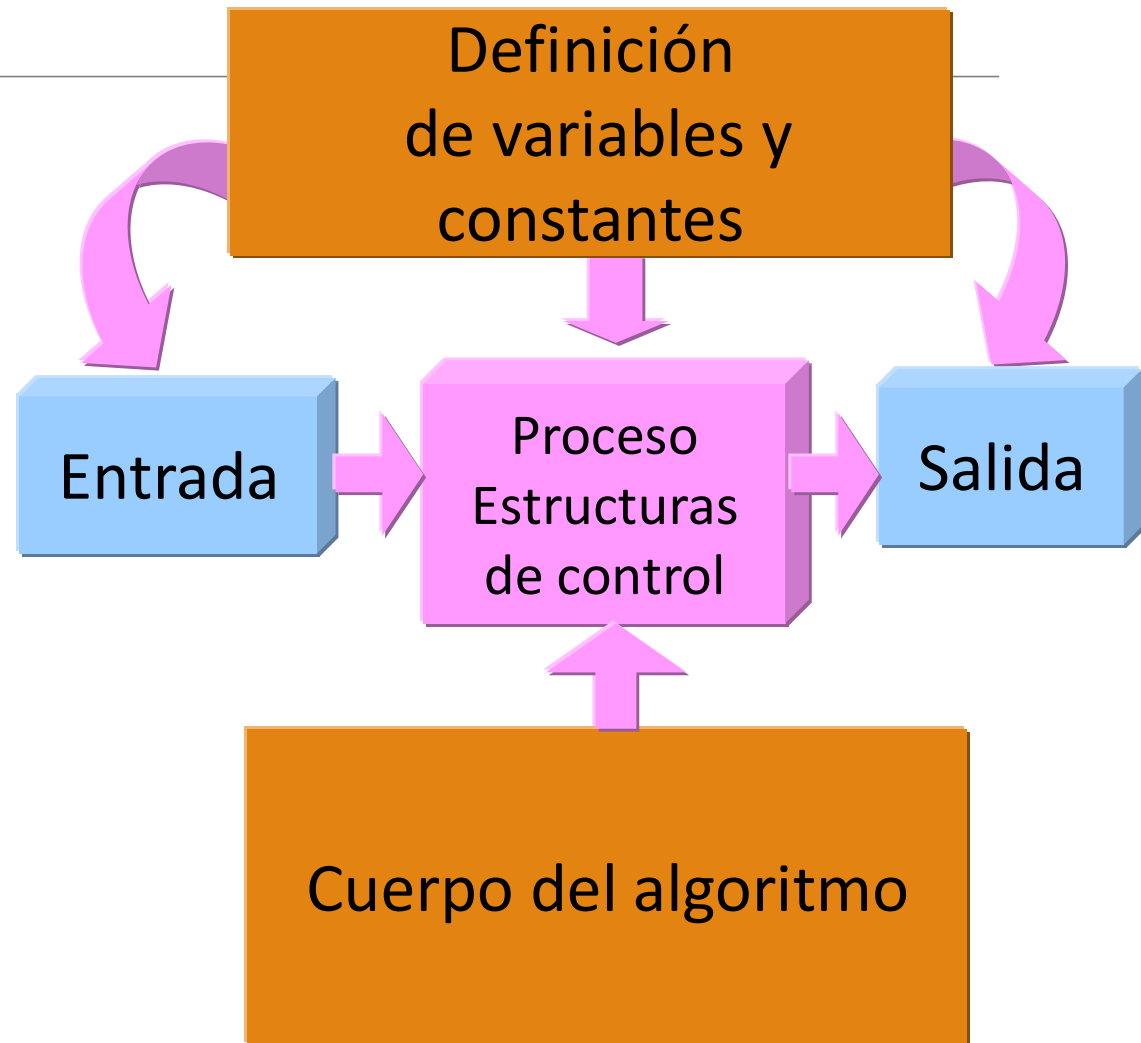 Definición
de variables y
constantes
Entrada
Proceso
Estructuras
de control
Salida
Cuerpo del algoritmo